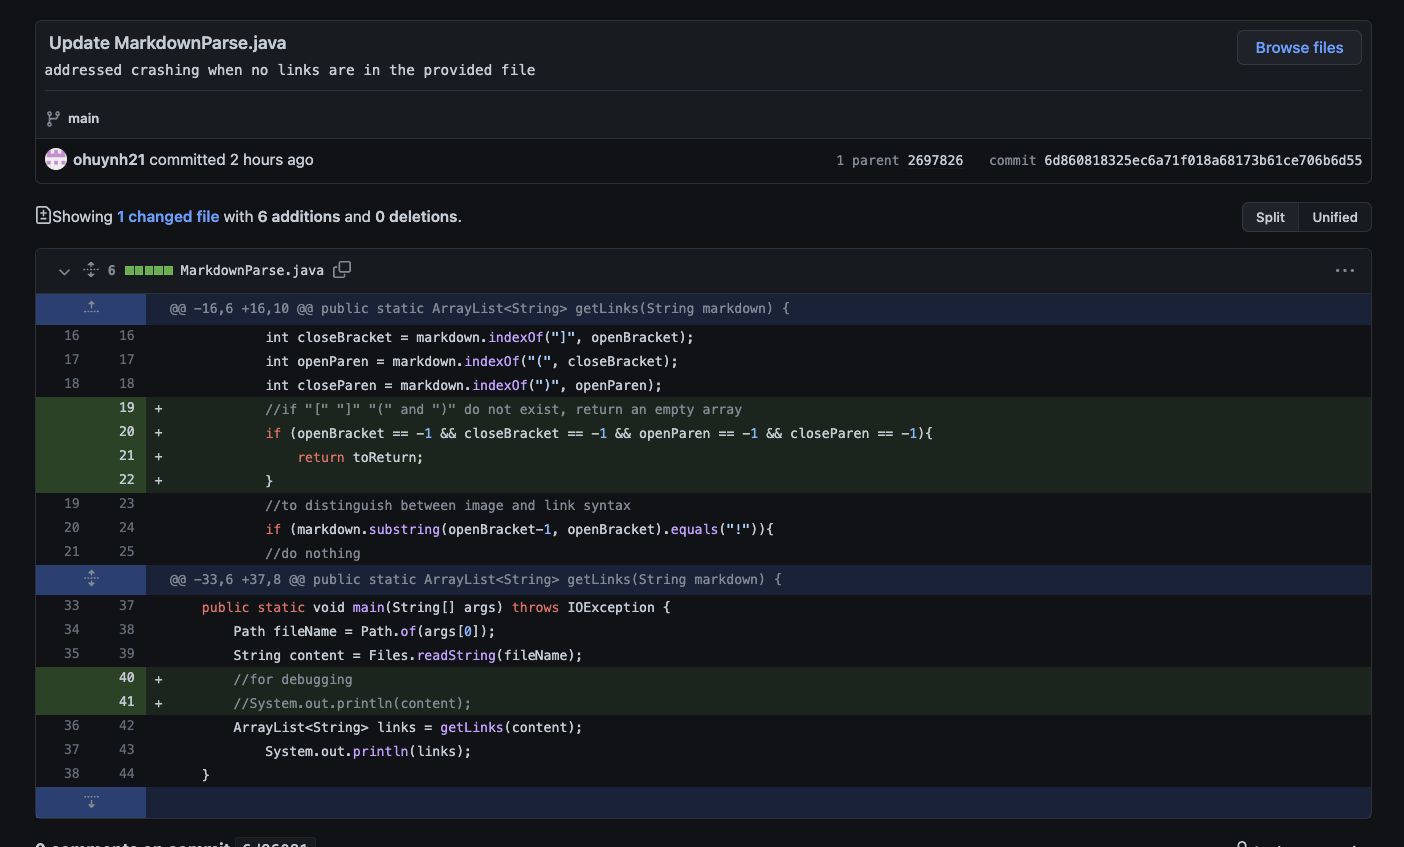 Update MarkdownParse.java
Browse files
addressed crashing when no links are in the provided file
main
ohuynh21 committed 2 hours ago
1 parent 2697826 commit 6d860818325ec6a71f018a68173b61ce706b6d55
Showing 1 changed file with 6 additions and 0 deletions.
Split Unified
6 MarkdownParse.java
@@ -16,6 +16,10 @@ public static ArrayList<String> getLinks(String markdown) {
16 16 int closeBracket = markdown.indexOf("]", openBracket);
17 17 int openParen = markdown.indexOf("(", closeBracket);
18 18 int closeParen = markdown.indexOf(")", openParen);
19 + //if "[" "]" "(" and ")" do not exist, return an empty array
20 + if (openBracket == -1 && closeBracket == -1 && openParen == -1 && closeParen == -1){
21 + return toReturn;
22 + }
19 23 //to distinguish between image and link syntax
20 24 if (markdown.substring(openBracket-1, openBracket).equals("!")){
21 25 //do nothing
@@ -33,6 +37,8 @@ public static ArrayList<String> getLinks(String markdown) {
33 37 public static void main(String[] args) throws IOException {
34 38 Path fileName = Path.of(args[0]);
35 39 String content = Files.readString(fileName);
40 + //for debugging
41 + //System.out.println(content);
36 42 ArrayList<String> links = getLinks(content);
37 43 System.out.println(links);
38 44 }
0 comments on commit 6d86081